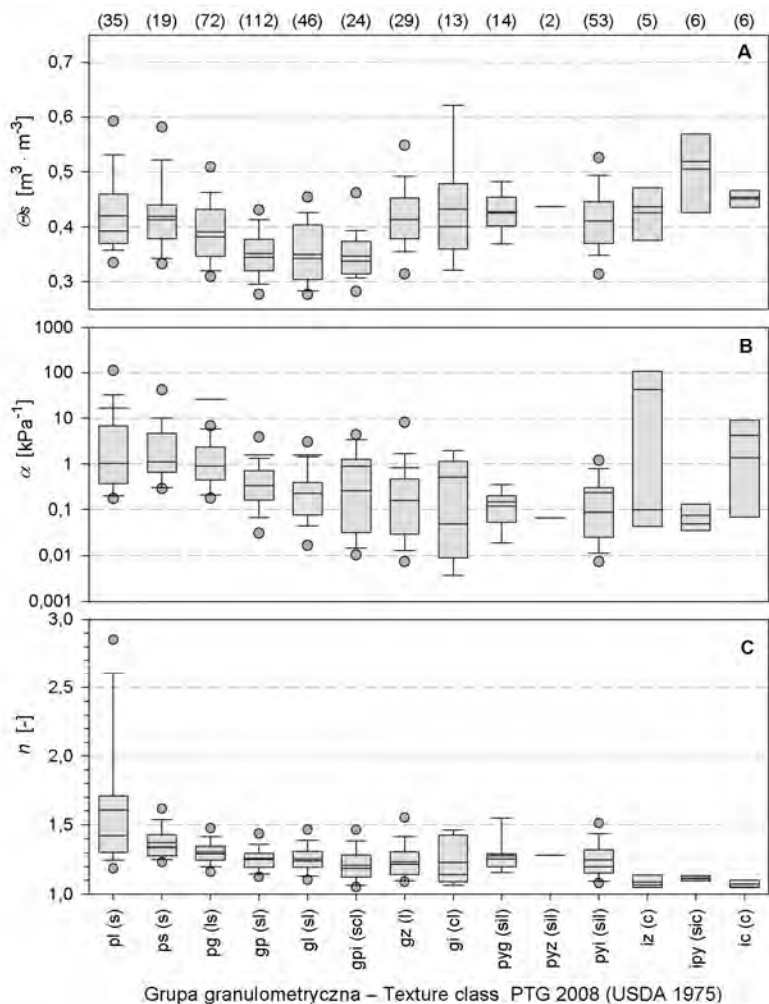 (35) (19) (72) (112) (46) (24) (29) (13) (14) (2) (53) (5) (6) (6)
A
0,7
0,6
0,5
0,4
0,3
Θs [m³ · m⁻³]
B
1000
100
10
1
0,1
0,01
0,001
α [kPa⁻¹]
C
3,0
2,5
2,0
1,5
1,0
n [-]
pl (s)
ps (s)
pg (ls)
gp (sl)
gl (sl)
gpi (scl)
gz (l)
gi (cl)
pyg (sil)
pyz (sil)
pyi (sil)
iz (c)
ipy (sic)
ic (c)
Grupa granulometryczna – Texture class PTG 2008 (USDA 1975)